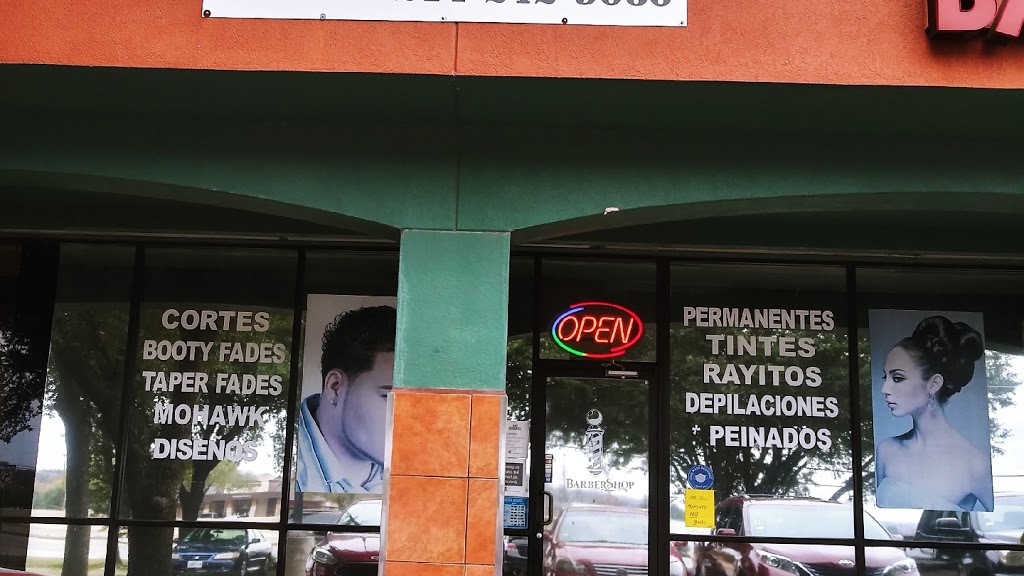 CORTES
BOOTY FADES
TAPER FADES
MOHAWK
DISEÑOS
OPEN
BARBERSHOP
PERMANENTES
TINTES
RAYITOS
DEPILACIONES
PEINADOS